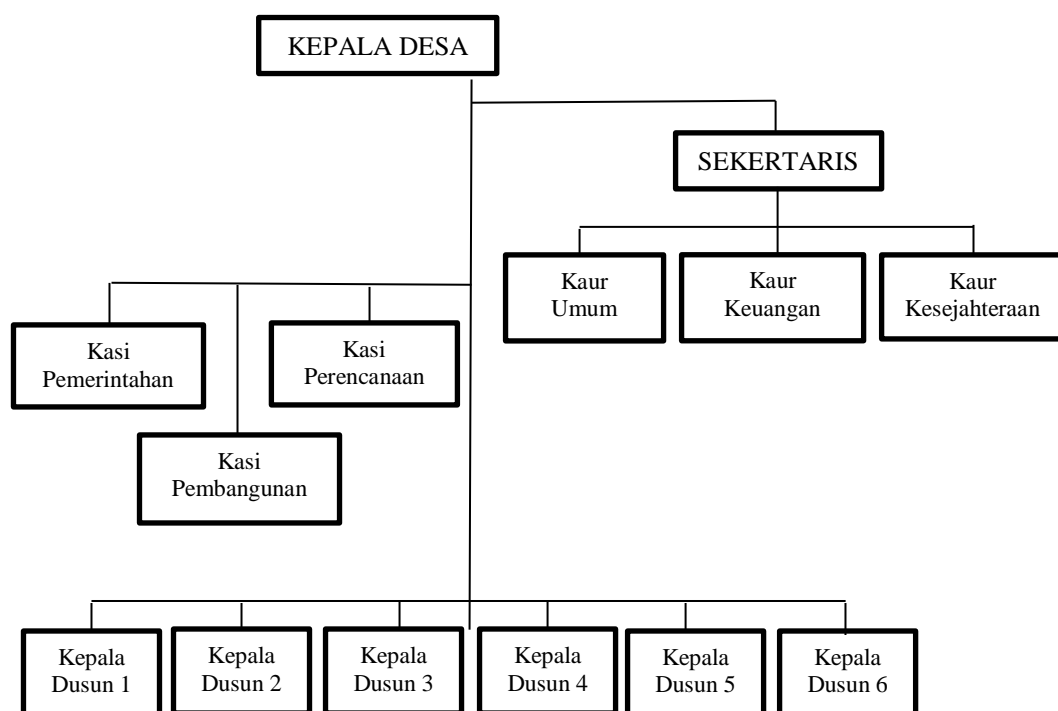 KEPALA DESA
SEKERTARIS
Kaur
Umum
Kaur
Keuangan
Kaur
Kesejahteraan
Kasi
Pemerintahan
Kasi
Perencanaan
Kasi
Pembangunan
Kepala
Dusun 1
Kepala
Dusun 2
Kepala
Dusun 3
Kepala
Dusun 4
Kepala
Dusun 5
Kepala
Dusun 6